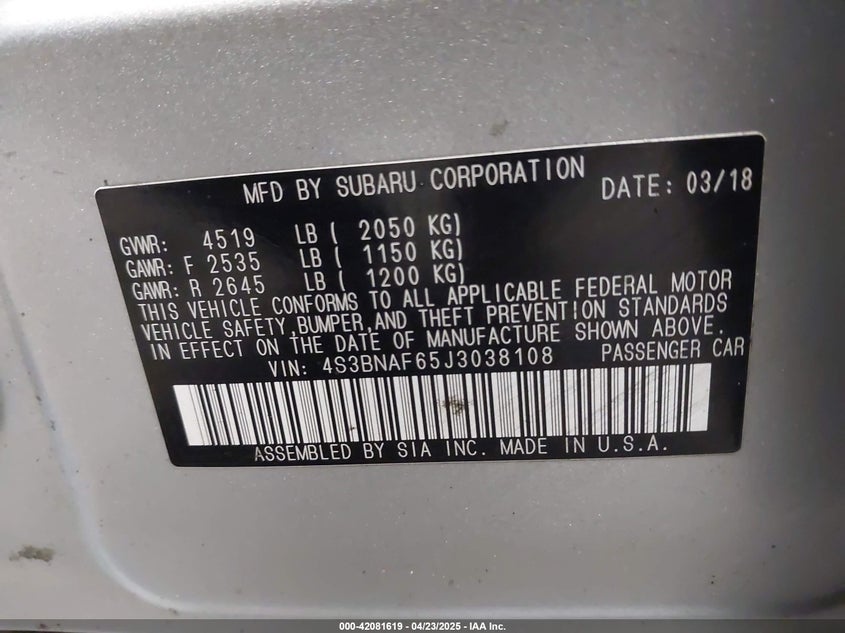 MFD BY SUBARU CORPORATION DATE: 03/18
GVWR: 4519 LB ( 2050 KG)
GAWR: F 2535 LB ( 1150 KG)
GAWR: R 2645 LB ( 1200 KG)
THIS VEHICLE CONFORMS TO ALL APPLICABLE FEDERAL MOTOR
VEHICLE SAFETY,BUMPER,AND THEFT PREVENTION STANDARDS
IN EFFECT ON THE DATE OF MANUFACTURE SHOWN ABOVE.
VIN: 4S3BNAF65J3038108 PASSENGER CAR
ASSEMBLED BY SIA INC. MADE IN U.S.A.
000-42081619 - 04/23/2025 - IAA Inc.